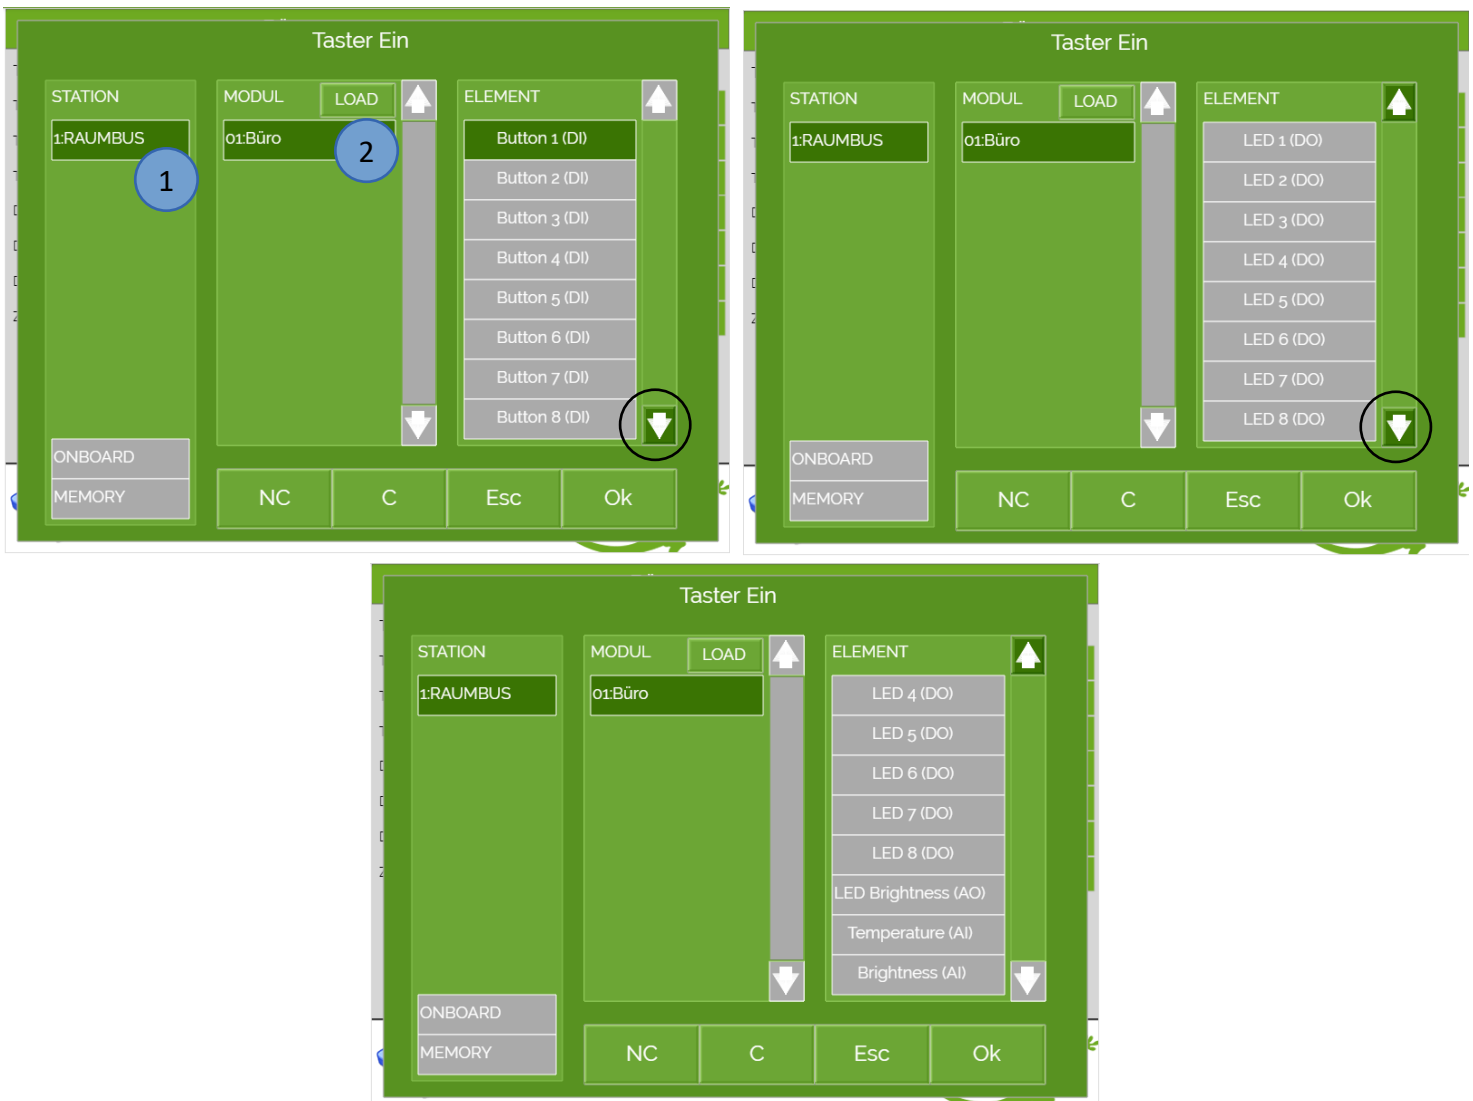 Taster Ein
STATION
MODUL
LOAD
ELEMENT
1:RAUMBUS
1
01:Büro
2
Button 1 (DI)
Button 2 (DI)
Button 3 (DI)
Button 4 (DI)
Button 5 (DI)
Button 6 (DI)
Button 7 (DI)
Button 8 (DI)
ONBOARD
MEMORY
NC
C
Esc
Ok
Taster Ein
STATION
MODUL
LOAD
ELEMENT
1:RAUMBUS
01:Büro
LED 1 (DO)
LED 2 (DO)
LED 3 (DO)
LED 4 (DO)
LED 5 (DO)
LED 6 (DO)
LED 7 (DO)
LED 8 (DO)
ONBOARD
MEMORY
NC
C
Esc
Ok
Taster Ein
STATION
MODUL
LOAD
ELEMENT
1:RAUMBUS
01:Büro
LED 4 (DO)
LED 5 (DO)
LED 6 (DO)
LED 7 (DO)
LED 8 (DO)
LED Brightness (AO)
Temperature (AI)
Brightness (AI)
ONBOARD
MEMORY
NC
C
Esc
Ok